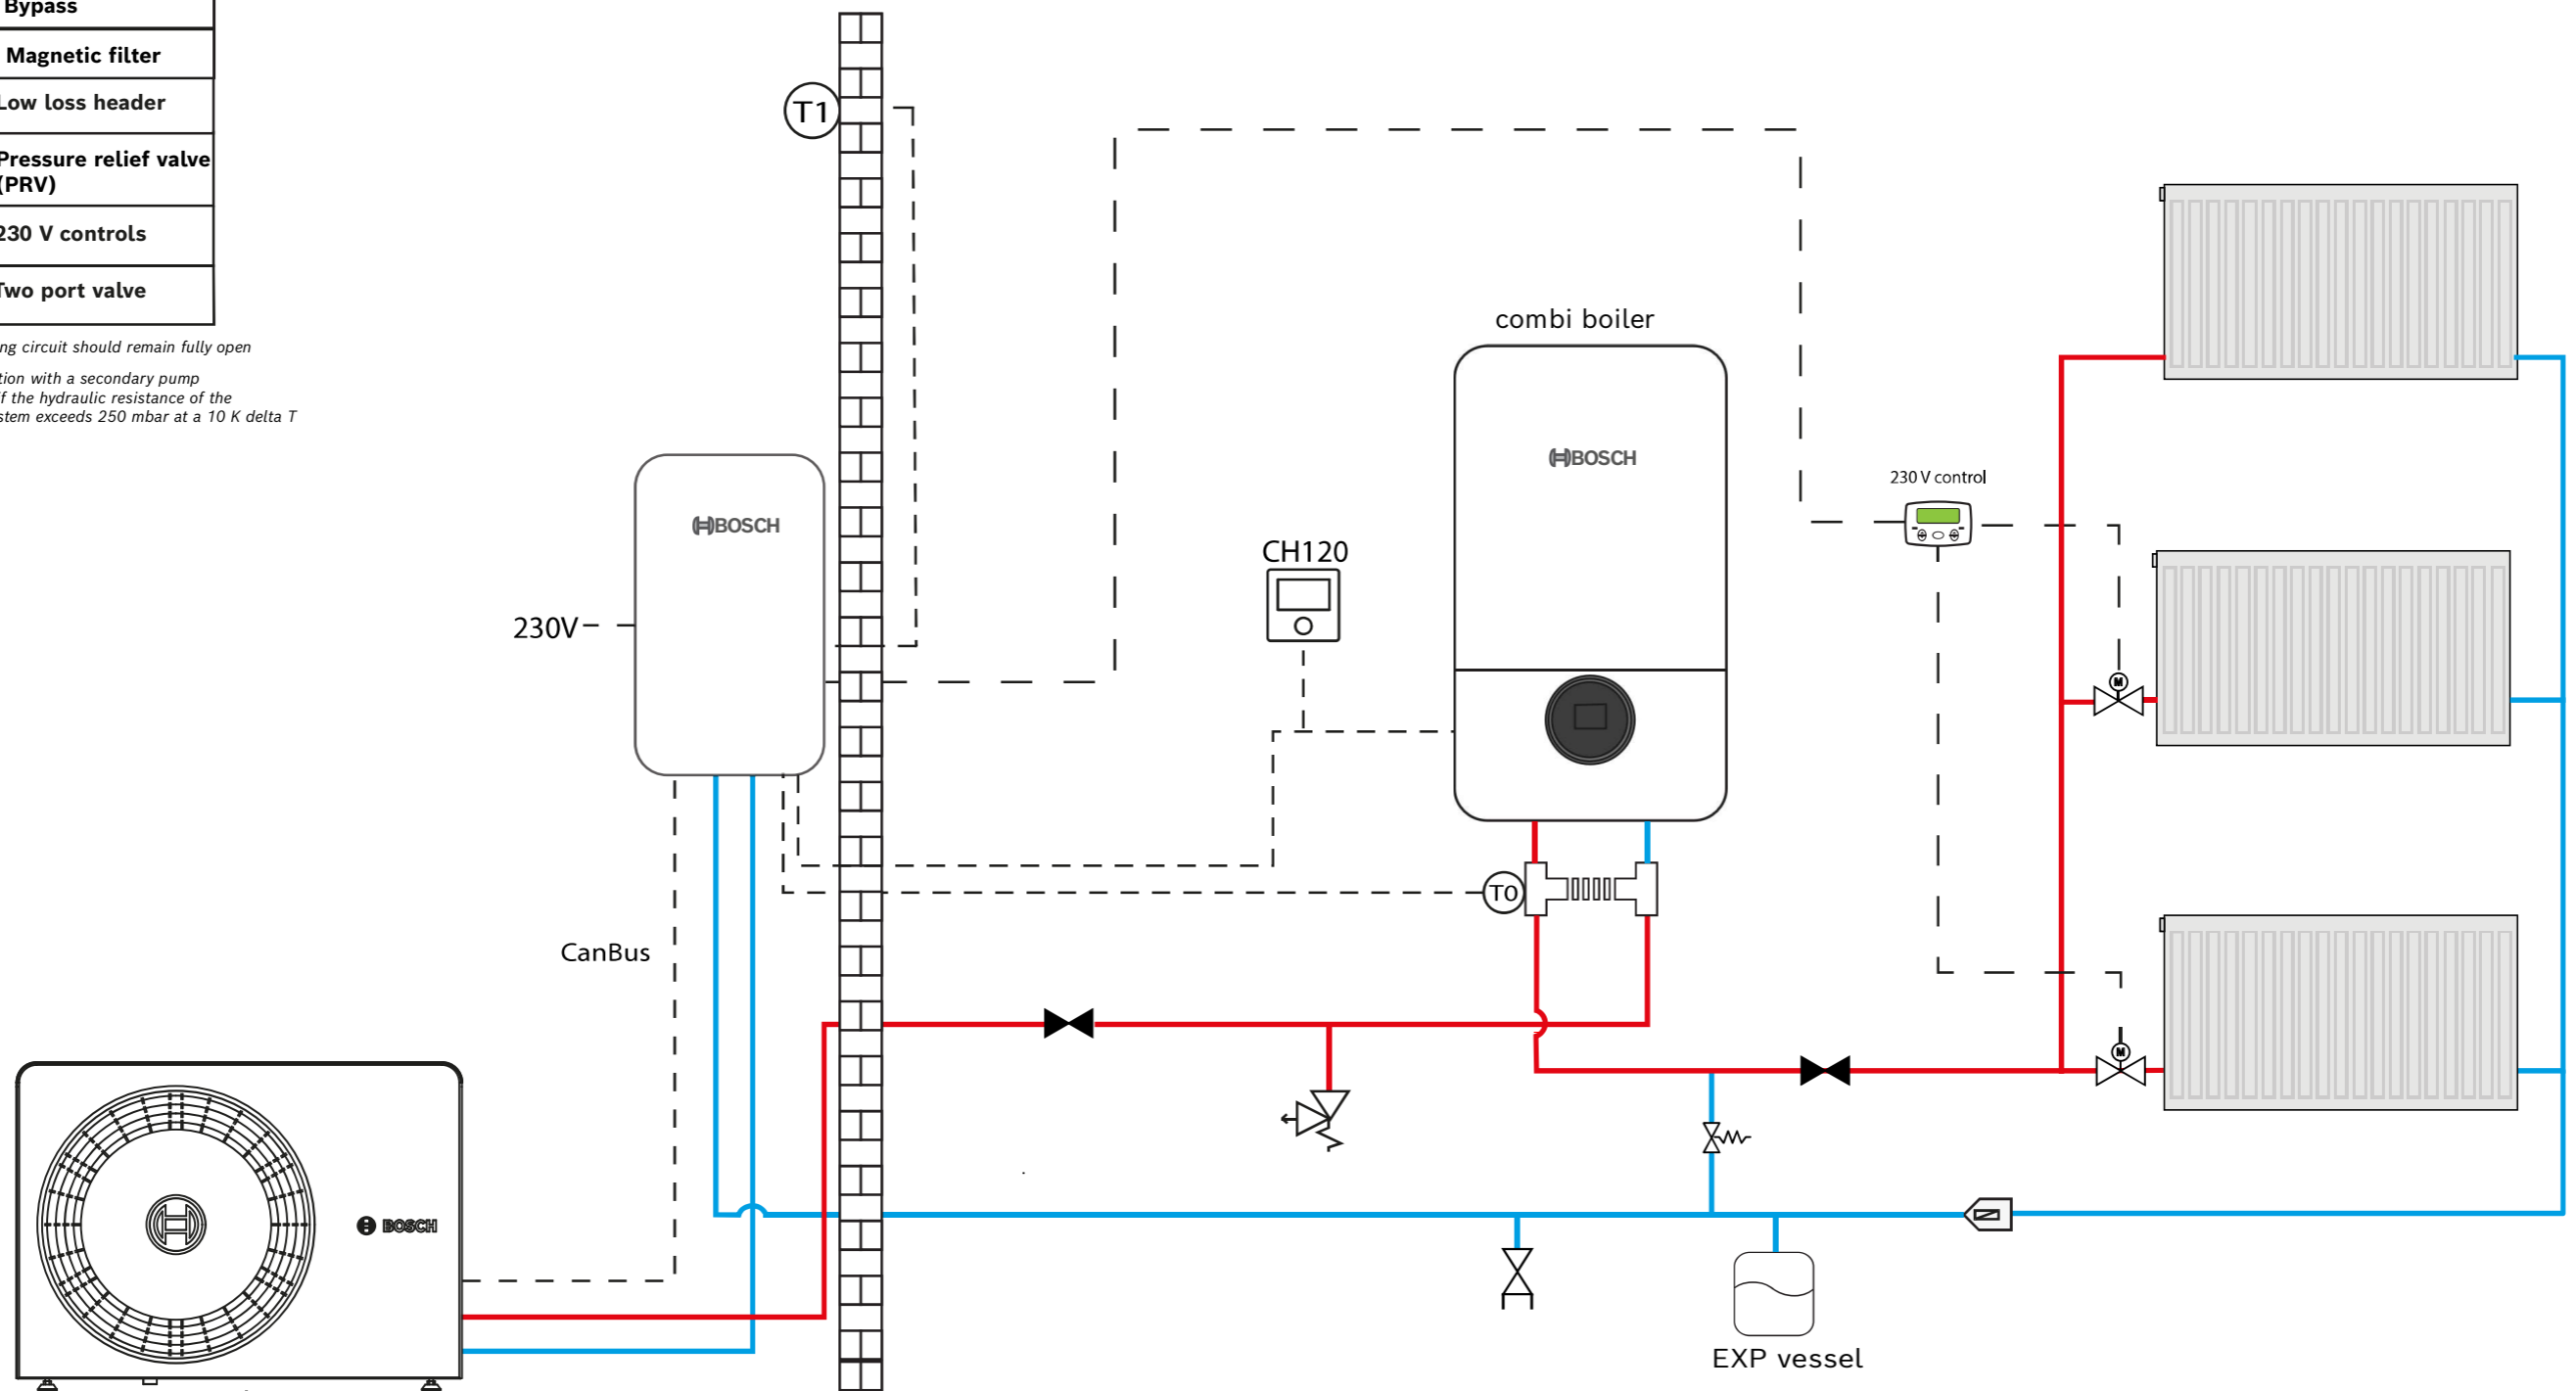 Bypass
Magnetic filter
Low loss header
Pressure relief valve
(PRV)
230 V controls
Two port valve
ng circuit should remain fully open
tion with a secondary pump
if the hydraulic resistance of the
stem exceeds 250 mbar at a 10 K delta T
T1
combi boiler
BOSCH
230 V control
BOSCH
CH120
230V
M
T0
CanBus
M
BOSCH
EXP vessel